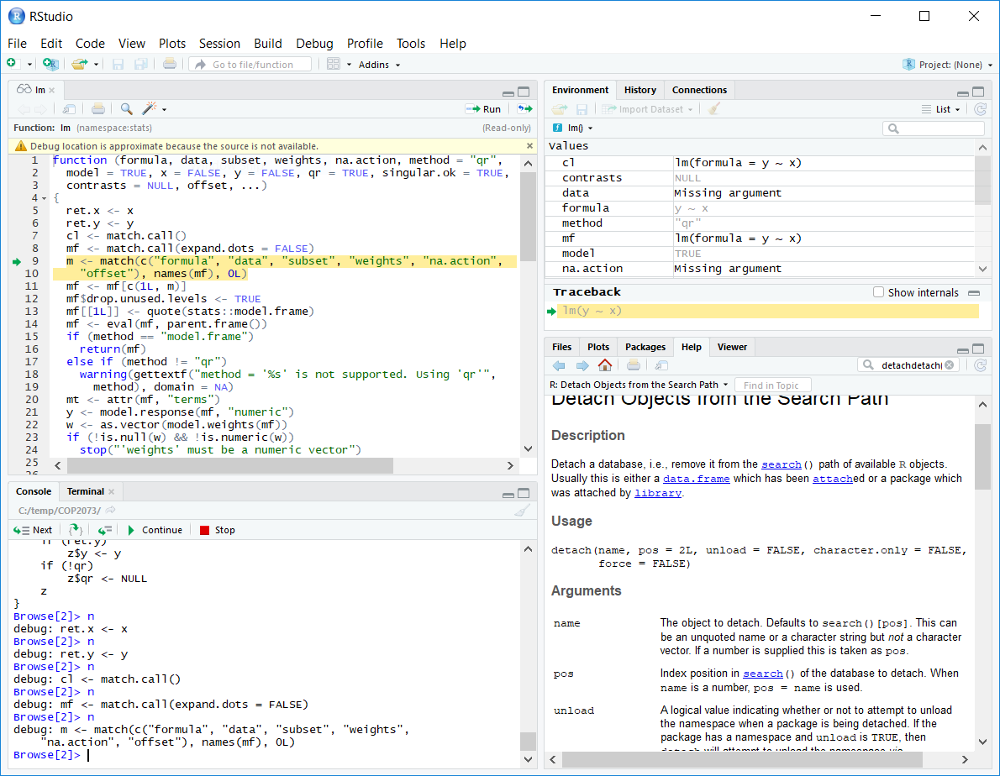 RStudio
File Edit Code View Plots Session Build Debug Profile Tools Help
Go to file/function Addins Project: (None)
lm
Run
Function: lm (namespace:stats) (Read-only)
Debug location is approximate because the source is not available.
1 function (formula, data, subset, weights, na.action, method = "qr",
2 model = TRUE, x = FALSE, y = FALSE, qr = TRUE, singular.ok = TRUE,
3 contrasts = NULL, offset, ...)
4 {
5 ret.x <- x
6 ret.y <- y
7 cl <- match.call()
8 mf <- match.call(expand.dots = FALSE)
9 m <- match(c("formula", "data", "subset", "weights", "na.action",
10 "offset"), names(mf), 0L)
11 mf <- mf[c(1L, m)]
12 mf$drop.unused.levels <- TRUE
13 mf[[1L]] <- quote(stats::model.frame)
14 mf <- eval(mf, parent.frame())
15 if (method == "model.frame")
16 return(mf)
17 else if (method != "qr")
18 warning(gettextf("method = '%s' is not supported. Using 'qr'",
19 method), domain = NA)
20 mt <- attr(mf, "terms")
21 y <- model.response(mf, "numeric")
22 w <- as.vector(model.weights(mf))
23 if (!is.null(w) && !is.numeric(w))
24 stop("'weights' must be a numeric vector")
25
Console Terminal
C:/temp/COP2073/
Next Continue Stop
if (ret.y)
z$y <- y
if (!qr)
z$qr <- NULL
z
}
Browse[2]> n
debug: ret.x <- x
Browse[2]> n
debug: ret.y <- y
Browse[2]> n
debug: cl <- match.call()
Browse[2]> n
debug: mf <- match.call(expand.dots = FALSE)
Browse[2]> n
debug: m <- match(c("formula", "data", "subset", "weights",
"na.action", "offset"), names(mf), 0L)
Browse[2]>
Environment History Connections
Import Dataset List
lm()
Values
cl lm(formula = y ~ x)
contrasts NULL
data Missing argument
formula y ~ x
method "qr"
mf lm(formula = y ~ x)
model TRUE
na.action Missing argument
Traceback Show internals
lm(y ~ x)
Files Plots Packages Help Viewer
detachdetach(
R: Detach Objects from the Search Path Find in Topic
Detach Objects from the Search Path
Description
Detach a database, i.e., remove it from the search() path of available R objects.
Usually this is either a data.frame which has been attached or a package which
was attached by library.
Usage
detach(name, pos = 2L, unload = FALSE, character.only = FALSE,
force = FALSE)
Arguments
name The object to detach. Defaults to search()[pos]. This can
be an unquoted name or a character string but not a character
vector. If a number is supplied this is taken as pos.
pos Index position in search() of the database to detach. When
name is a number, pos = name is used.
unload A logical value indicating whether or not to attempt to unload
the namespace when a package is being detached. If the
package has a namespace and unload is TRUE, then
detach will attempt to unload the namespace via